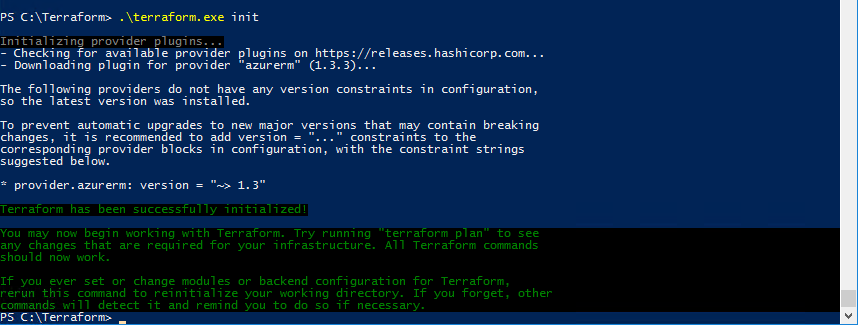 PS C:\Terraform> .\terraform.exe init
Initializing provider plugins...
- Checking for available provider plugins on https://releases.hashicorp.com...
- Downloading plugin for provider "azurerm" (1.3.3)...
The following providers do not have any version constraints in configuration,
so the latest version was installed.
To prevent automatic upgrades to new major versions that may contain breaking
changes, it is recommended to add version = "..." constraints to the
corresponding provider blocks in configuration, with the constraint strings
suggested below.
* provider.azurerm: version = "~> 1.3"
Terraform has been successfully initialized!
You may now begin working with Terraform. Try running "terraform plan" to see
any changes that are required for your infrastructure. All Terraform commands
should now work.
If you ever set or change modules or backend configuration for Terraform,
rerun this command to reinitialize your working directory. If you forget, other
commands will detect it and remind you to do so if necessary.
PS C:\Terraform> _